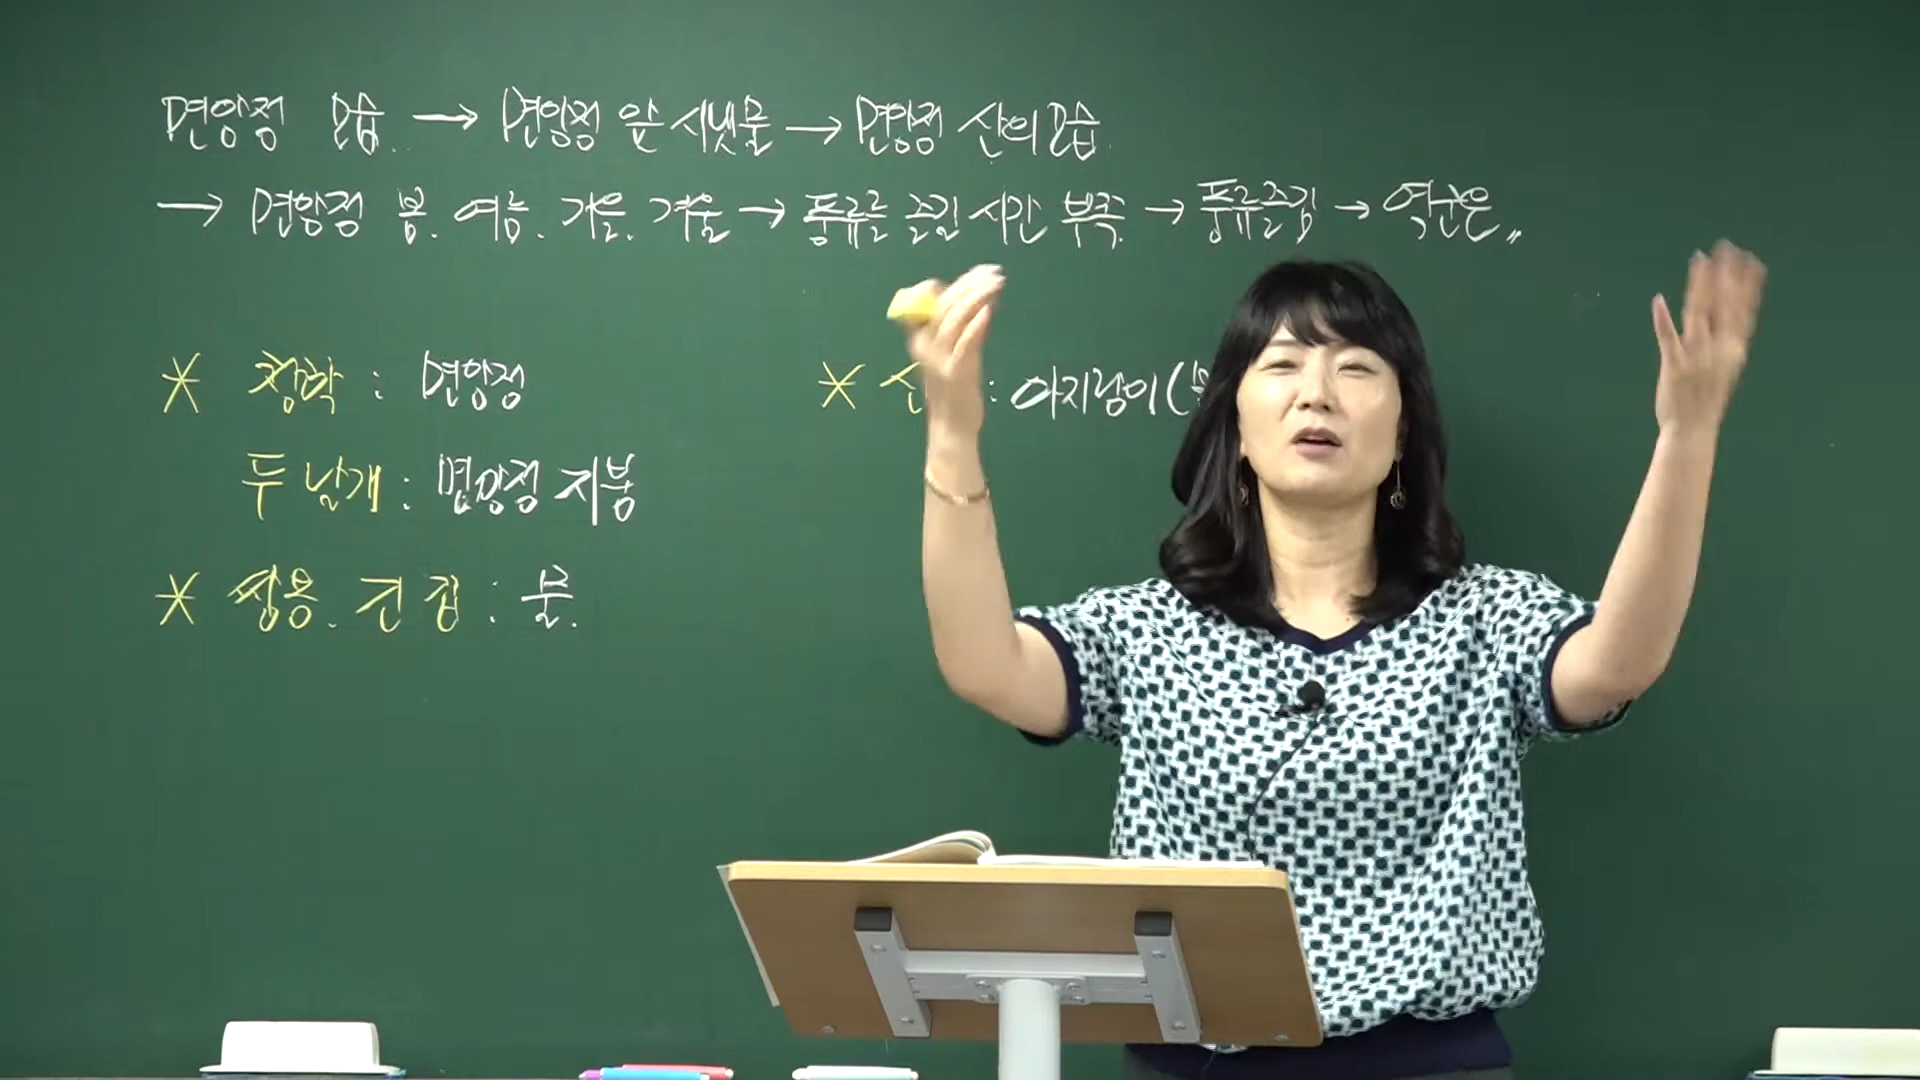 면앙정 모습 → 면앙정 앞 시냇물 → 면앙정 산의 모습
→ 면앙정 봄. 여름. 가을. 겨울 → 풍류를 즐길 시간 부족 → 풍류즐김 → 역군은
* 청학 : 면앙정
* : 아지랑이(
두 날개 : 면앙정 지붕
* 쌍룡. 긴 깁 : 물.